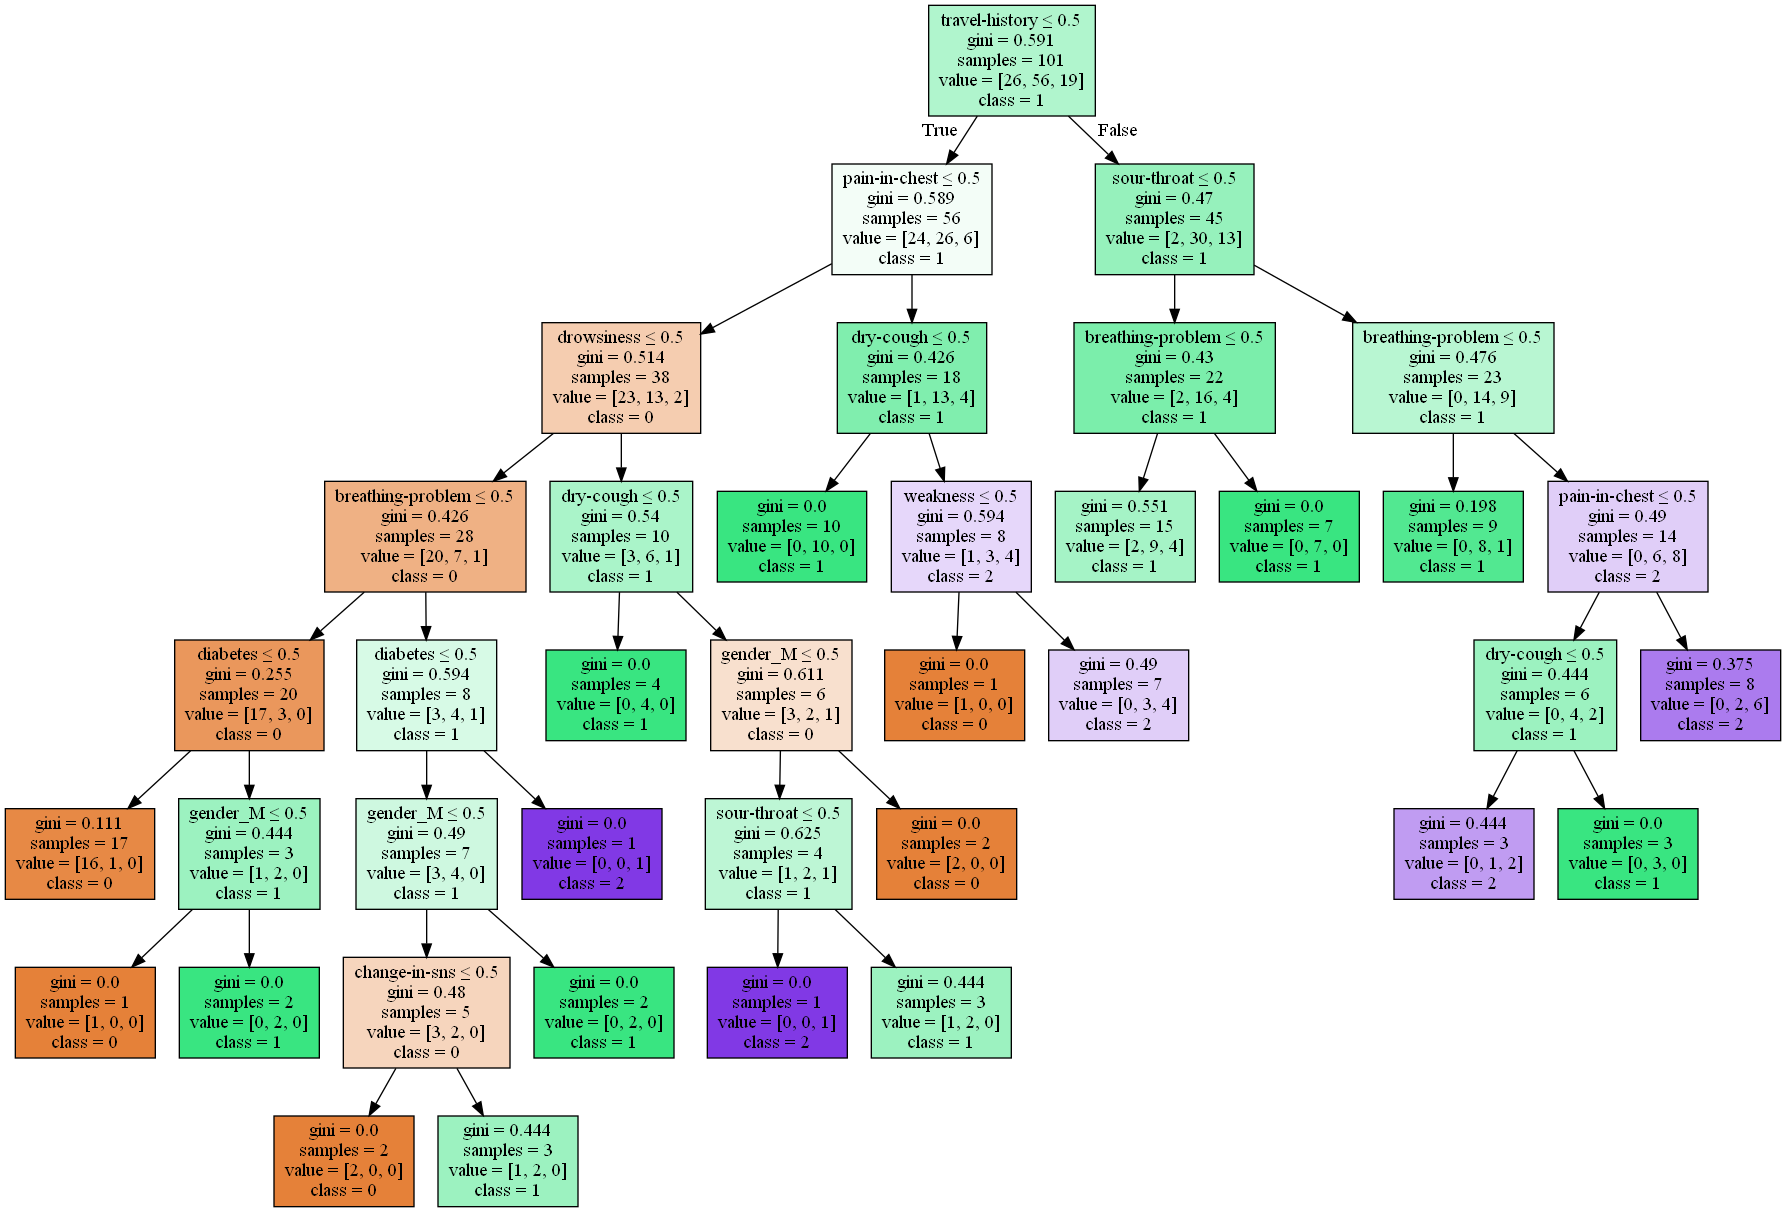 travel-history ≤ 0.5
gini = 0.591
samples = 101
value = [26, 56, 19]
class = 1
True
False
pain-in-chest ≤ 0.5
gini = 0.589
samples = 56
value = [24, 26, 6]
class = 1
sour-throat ≤ 0.5
gini = 0.47
samples = 45
value = [2, 30, 13]
class = 1
drowsiness ≤ 0.5
gini = 0.514
samples = 38
value = [23, 13, 2]
class = 0
dry-cough ≤ 0.5
gini = 0.426
samples = 18
value = [1, 13, 4]
class = 1
breathing-problem ≤ 0.5
gini = 0.43
samples = 22
value = [2, 16, 4]
class = 1
breathing-problem ≤ 0.5
gini = 0.476
samples = 23
value = [0, 14, 9]
class = 1
breathing-problem ≤ 0.5
gini = 0.426
samples = 28
value = [20, 7, 1]
class = 0
dry-cough ≤ 0.5
gini = 0.54
samples = 10
value = [3, 6, 1]
class = 1
gini = 0.0
samples = 10
value = [0, 10, 0]
class = 1
weakness ≤ 0.5
gini = 0.594
samples = 8
value = [1, 3, 4]
class = 2
gini = 0.551
samples = 15
value = [2, 9, 4]
class = 1
gini = 0.0
samples = 7
value = [0, 7, 0]
class = 1
gini = 0.198
samples = 9
value = [0, 8, 1]
class = 1
pain-in-chest ≤ 0.5
gini = 0.49
samples = 14
value = [0, 6, 8]
class = 2
diabetes ≤ 0.5
gini = 0.255
samples = 20
value = [17, 3, 0]
class = 0
diabetes ≤ 0.5
gini = 0.594
samples = 8
value = [3, 4, 1]
class = 1
gini = 0.0
samples = 4
value = [0, 4, 0]
class = 1
gender_M ≤ 0.5
gini = 0.611
samples = 6
value = [3, 2, 1]
class = 0
gini = 0.0
samples = 1
value = [1, 0, 0]
class = 0
gini = 0.49
samples = 7
value = [0, 3, 4]
class = 2
dry-cough ≤ 0.5
gini = 0.444
samples = 6
value = [0, 4, 2]
class = 1
gini = 0.375
samples = 8
value = [0, 2, 6]
class = 2
gini = 0.111
samples = 17
value = [16, 1, 0]
class = 0
gender_M ≤ 0.5
gini = 0.444
samples = 3
value = [1, 2, 0]
class = 1
gender_M ≤ 0.5
gini = 0.49
samples = 7
value = [3, 4, 0]
class = 1
gini = 0.0
samples = 1
value = [0, 0, 1]
class = 2
sour-throat ≤ 0.5
gini = 0.625
samples = 4
value = [1, 2, 1]
class = 1
gini = 0.0
samples = 2
value = [2, 0, 0]
class = 0
gini = 0.444
samples = 3
value = [0, 1, 2]
class = 2
gini = 0.0
samples = 3
value = [0, 3, 0]
class = 1
gini = 0.0
samples = 1
value = [1, 0, 0]
class = 0
gini = 0.0
samples = 2
value = [0, 2, 0]
class = 1
change-in-sns ≤ 0.5
gini = 0.48
samples = 5
value = [3, 2, 0]
class = 0
gini = 0.0
samples = 2
value = [0, 2, 0]
class = 1
gini = 0.0
samples = 1
value = [0, 0, 1]
class = 2
gini = 0.444
samples = 3
value = [1, 2, 0]
class = 1
gini = 0.0
samples = 2
value = [2, 0, 0]
class = 0
gini = 0.444
samples = 3
value = [1, 2, 0]
class = 1